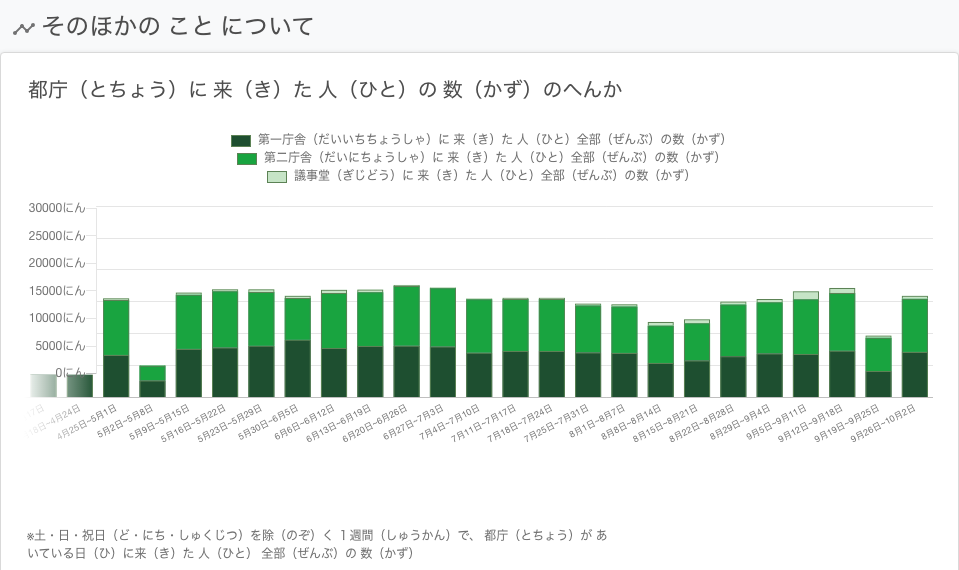 そのほかの こと について
都庁（とちょう）に 来（き）た 人（ひと）の 数（かず）のへんか
第一庁舎（だいいちちょうしゃ）に 来（き）た 人（ひと）全部（ぜんぶ）の数（かず）
第二庁舎（だいにちょうしゃ）に 来（き）た 人（ひと）全部（ぜんぶ）の数（かず）
議事堂（ぎじどう）に 来（き）た 人（ひと）全部（ぜんぶ）の数（かず）
30000にん
25000にん
20000にん
15000にん
10000にん
5000にん
0にん
17日
18日~4月24日
4月25日~5月1日
5月2日~5月8日
5月9日~5月15日
5月16日~5月22日
5月23日~5月29日
5月30日~6月5日
6月6日~6月12日
6月13日~6月19日
6月20日~6月26日
6月27日~7月3日
7月4日~7月10日
7月11日~7月17日
7月18日~7月24日
7月25日~7月31日
8月1日~8月7日
8月8日~8月14日
8月15日~8月21日
8月22日~8月28日
8月29日~9月4日
9月5日~9月11日
9月12日~9月18日
9月19日~9月25日
9月26日~10月2日
※土・日・祝日（ど・にち・しゅくじつ）を除（のぞ）く １週間（しゅうかん）で、 都庁（とちょう）が あ
いている日（ひ）に来（き）た 人（ひと） 全部（ぜんぶ）の 数（かず）